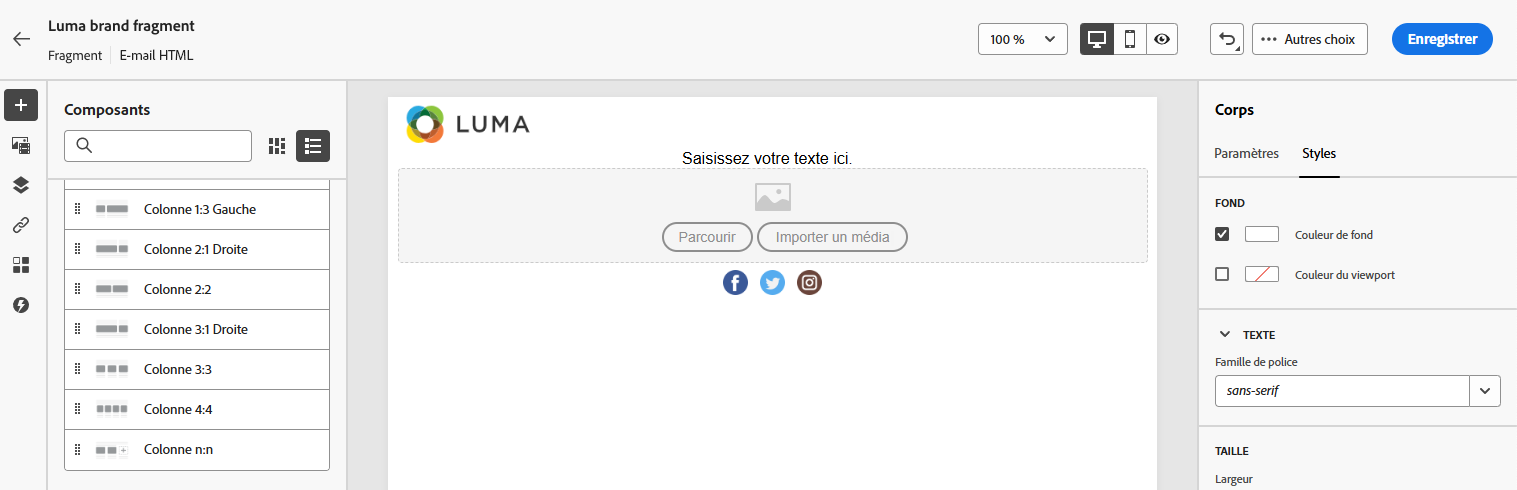 Luma brand fragment
Fragment
E-mail HTML
100 %
Autres choix
Enregistrer
Composants
Colonne 1:3 Gauche
Colonne 2:1 Droite
Colonne 2:2
Colonne 3:1 Droite
Colonne 3:3
Colonne 4:4
Colonne n:n
LUMA
Saisissez votre texte ici.
Parcourir
Importer un média
Corps
Paramètres
Styles
FOND
Couleur de fond
Couleur du viewport
TEXTE
Famille de police
sans-serif
TAILLE
Largeur